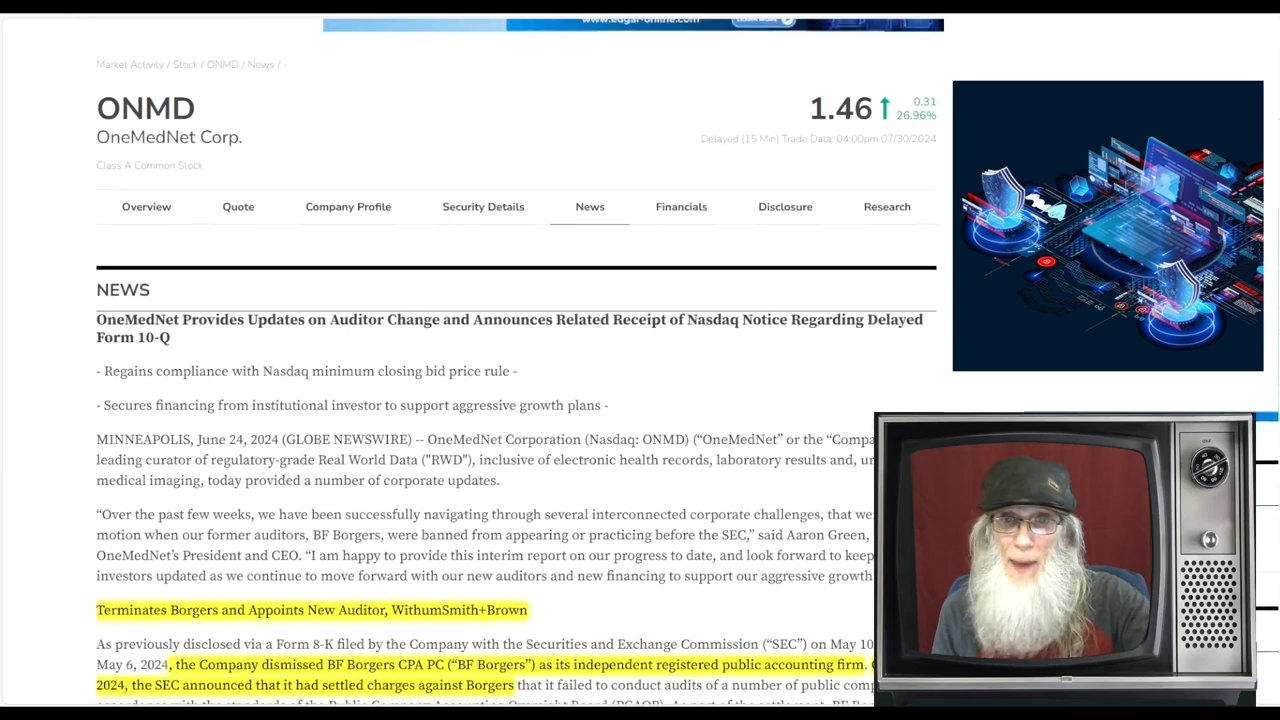 www.edgar-online.com LEARN MORE
Market Activity / Stock / ONMD / News / -
ONMD
OneMedNet Corp.
Class A Common Stock
1.46 0.31
26.96%
Delayed (15 Min) Trade Data: 04:00pm 07/30/2024
Overview Quote Company Profile Security Details News Financials Disclosure Research
NEWS
OneMedNet Provides Updates on Auditor Change and Announces Related Receipt of Nasdaq Notice Regarding Delayed
Form 10-Q
- Regains compliance with Nasdaq minimum closing bid price rule -
- Secures financing from institutional investor to support aggressive growth plans -
MINNEAPOLIS, June 24, 2024 (GLOBE NEWSWIRE) -- OneMedNet Corporation (Nasdaq: ONMD) (“OneMedNet” or the “Compa
leading curator of regulatory-grade Real World Data ("RWD"), inclusive of electronic health records, laboratory results and, un
medical imaging, today provided a number of corporate updates.
“Over the past few weeks, we have been successfully navigating through several interconnected corporate challenges, that we
motion when our former auditors, BF Borgers, were banned from appearing or practicing before the SEC,” said Aaron Green,
OneMedNet’s President and CEO. “I am happy to provide this interim report on our progress to date, and look forward to keep
investors updated as we continue to move forward with our new auditors and new financing to support our aggressive growth
Terminates Borgers and Appoints New Auditor, WithumSmith+Brown
As previously disclosed via a Form 8-K filed by the Company with the Securities and Exchange Commission (“SEC”) on May 10
May 6, 2024, the Company dismissed BF Borgers CPA PC (“BF Borgers”) as its independent registered public accounting firm.
2024, the SEC announced that it had settled charges against Borgers that it failed to conduct audits of a number of public comp